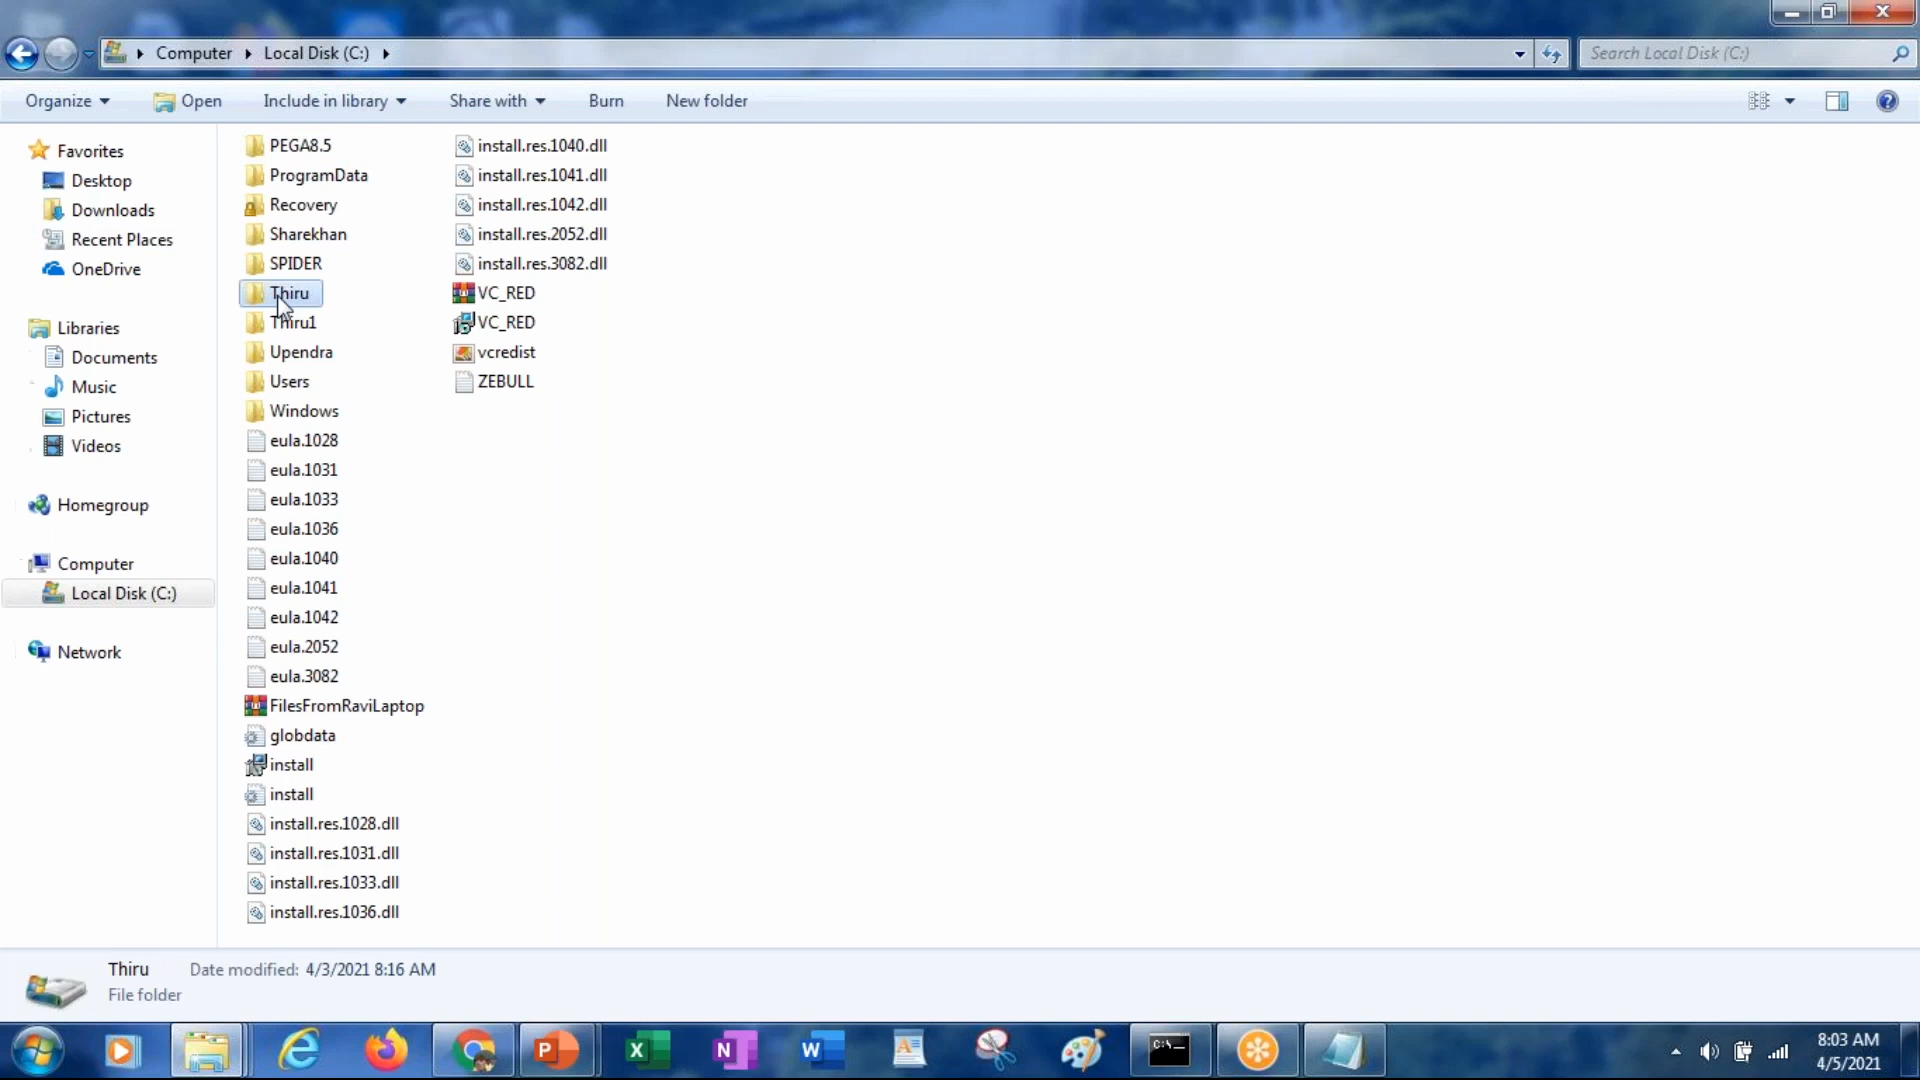 Computer
Local Disk (C:)
Search Local Disk (C:)
Organize
Open
Include in library
Share with
Burn
New folder
Favorites
Desktop
Downloads
Recent Places
OneDrive
Libraries
Documents
Music
Pictures
Videos
Homegroup
Computer
Local Disk (C:)
Network
PEGA8.5
ProgramData
Recovery
Sharekhan
SPIDER
Thiru
Thiru1
Upendra
Users
Windows
eula.1028
eula.1031
eula.1033
eula.1036
eula.1040
eula.1041
eula.1042
eula.2052
eula.3082
FilesFromRaviLaptop
globdata
install
install
install.res.1028.dll
install.res.1031.dll
install.res.1033.dll
install.res.1036.dll
install.res.1040.dll
install.res.1041.dll
install.res.1042.dll
install.res.2052.dll
install.res.3082.dll
VC_RED
VC_RED
vcredist
ZEBULL
Thiru Date modified: 4/3/2021 8:16 AM
File folder
8:03 AM
4/5/2021